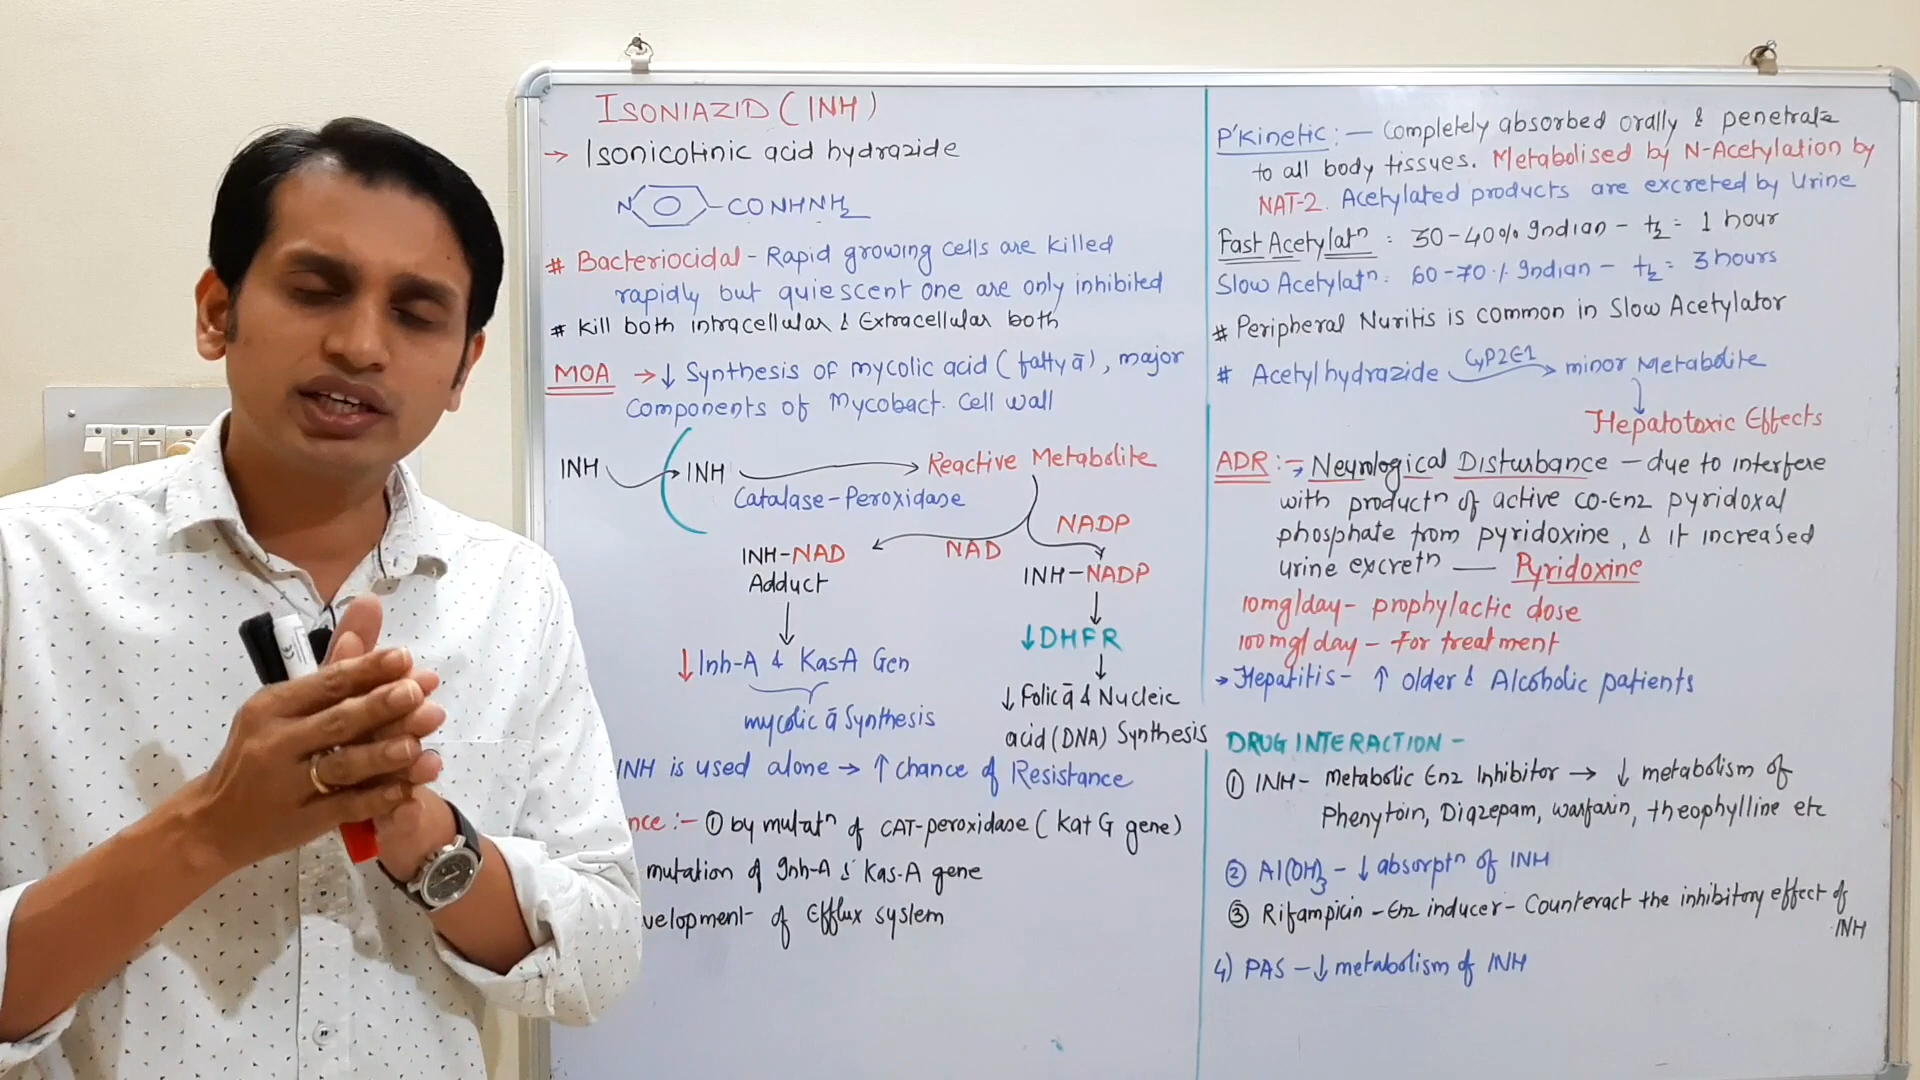 ISONIAZID (INH)
→ Isonicotinic acid hydrazide
N CONHNH2
# Bacteriocidal - Rapid growing cells are killed
rapidly but quiescent one are only inhibited
# Kill both intracellular & Extracellular both
MOA → ↓ Synthesis of mycolic acid (fatty ā), major
Components of Mycobact. Cell wall
INH → INH → Reactive Metabolite
Catalase-Peroxidase
NADP
NAD
INH-NAD
Adduct
INH-NADP
↓DHFR
↓Inh-A & KasA Gen
mycolic ā Synthesis
↓ Folic ā & Nucleic
acid (DNA) Synthesis
INH is used alone → ↑ chance of Resistance
nce :- ① by mutatn of CAT-peroxidase (Kat G gene)
mutation of Inh-A & Kas-A gene
velopment of Efflux system
P'Kinetic :- Completely absorbed orally & penetrate
to all body tissues. Metabolised by N-Acetylation by
NAT-2. Acetylated products are excreted by Urine
Fast Acetylatn : 30-40% Indian - t½ = 1 hour
Slow Acetylatn : 60-70% Indian - t½ = 3 hours
# Peripheral Nuritis is common in Slow Acetylator
# Acetylhydrazide CYP2E1 → minor Metabolite
↓
Hepatotoxic Effects
ADR :- → Neurological Disturbance - due to interfere
with productn of active co-Enz pyridoxal
phosphate from pyridoxine, & it increased
urine excretn — Pyridoxine
10mg/day - prophylactic dose
100mg/day - For treatment
→ Hepatitis - ↑ older & Alcoholic patients
DRUG INTERACTION -
① INH - Metabolic Enz Inhibitor → ↓ metabolism of
Phenytoin, Diazepam, warfarin, theophylline etc
② Al(OH)3 - ↓ absorptn of INH
③ Rifampicin - Enz inducer - Counteract the inhibitory effect of
INH
4) PAS - ↓ metabolism of INH